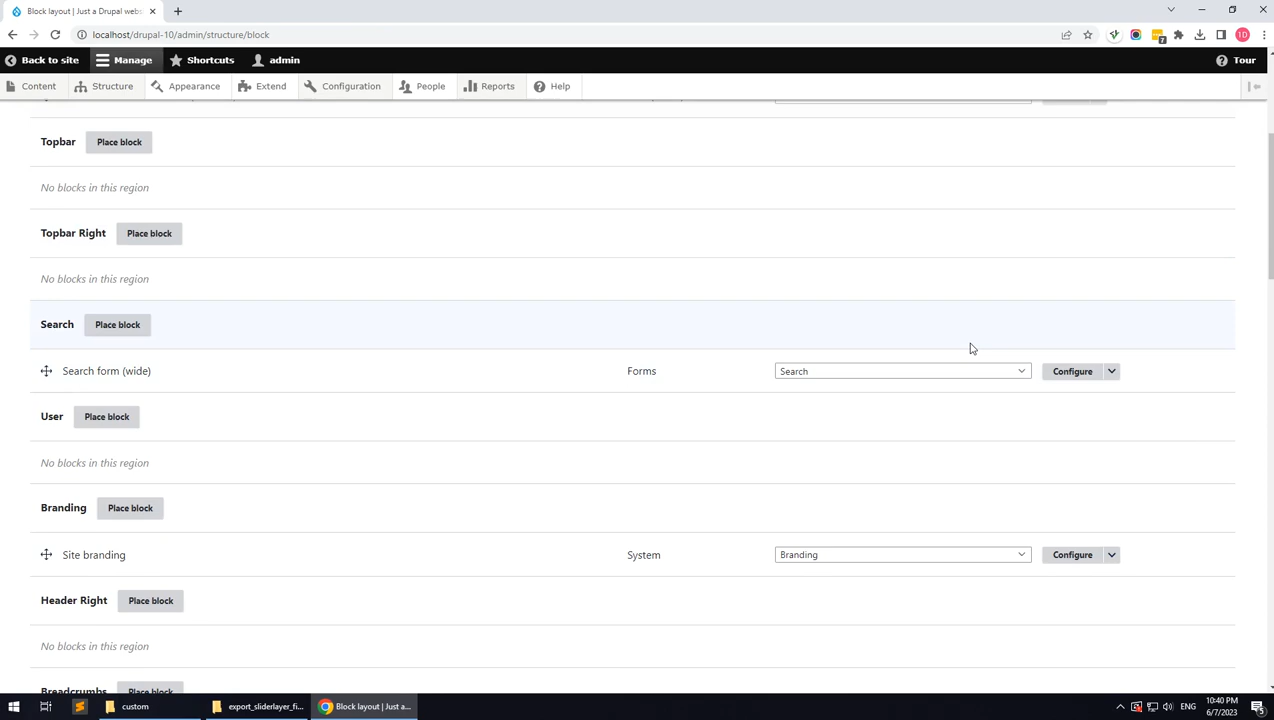 Block layout | Just a Drupal webs
localhost/drupal-10/admin/structure/block
7
1D
Back to site
Manage
Shortcuts
admin
Tour
Content
Structure
Appearance
Extend
Configuration
People
Reports
Help
Topbar Place block
No blocks in this region
Topbar Right Place block
No blocks in this region
Search Place block
Search form (wide) Forms Search Configure
User Place block
No blocks in this region
Branding Place block
Site branding System Branding Configure
Header Right Place block
No blocks in this region
Breadcrumbs Place block
custom
export_sliderlayer_fi...
Block layout | Just a...
ENG
10:40 PM
6/7/2023
5